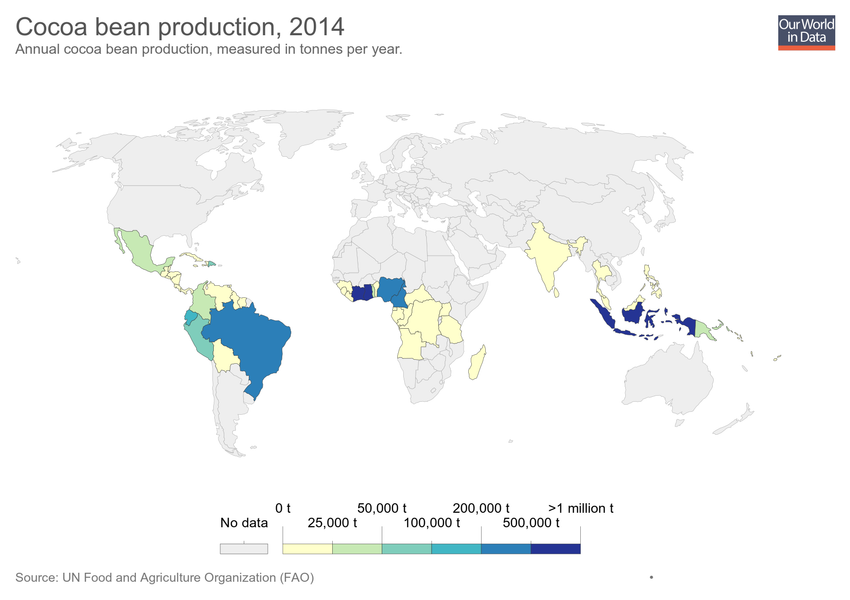 Cocoa bean production, 2014
Annual cocoa bean production, measured in tonnes per year.
Our World
in Data
0 t 50,000 t 200,000 t >1 million t
No data 25,000 t 100,000 t 500,000 t
Source: UN Food and Agriculture Organization (FAO)